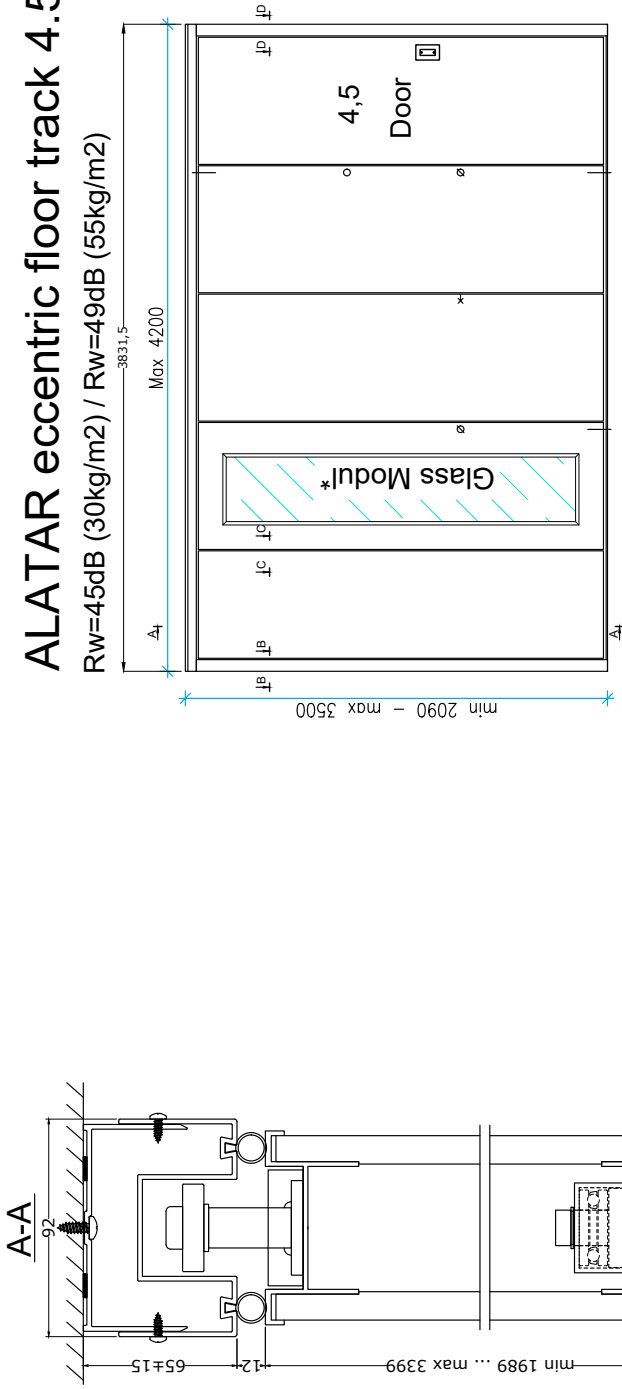 ALATAR eccentric floor track 4.5
Rw=45dB (30kg/m2) / Rw=49dB (55kg/m2)
3831,5
Max 4200
min 2090 – max 3500
A
A
B
B
C
C
D
D
4,5
Door
Glass Modul*
A-A
92
65±15
12
min 1989 ... max 3399